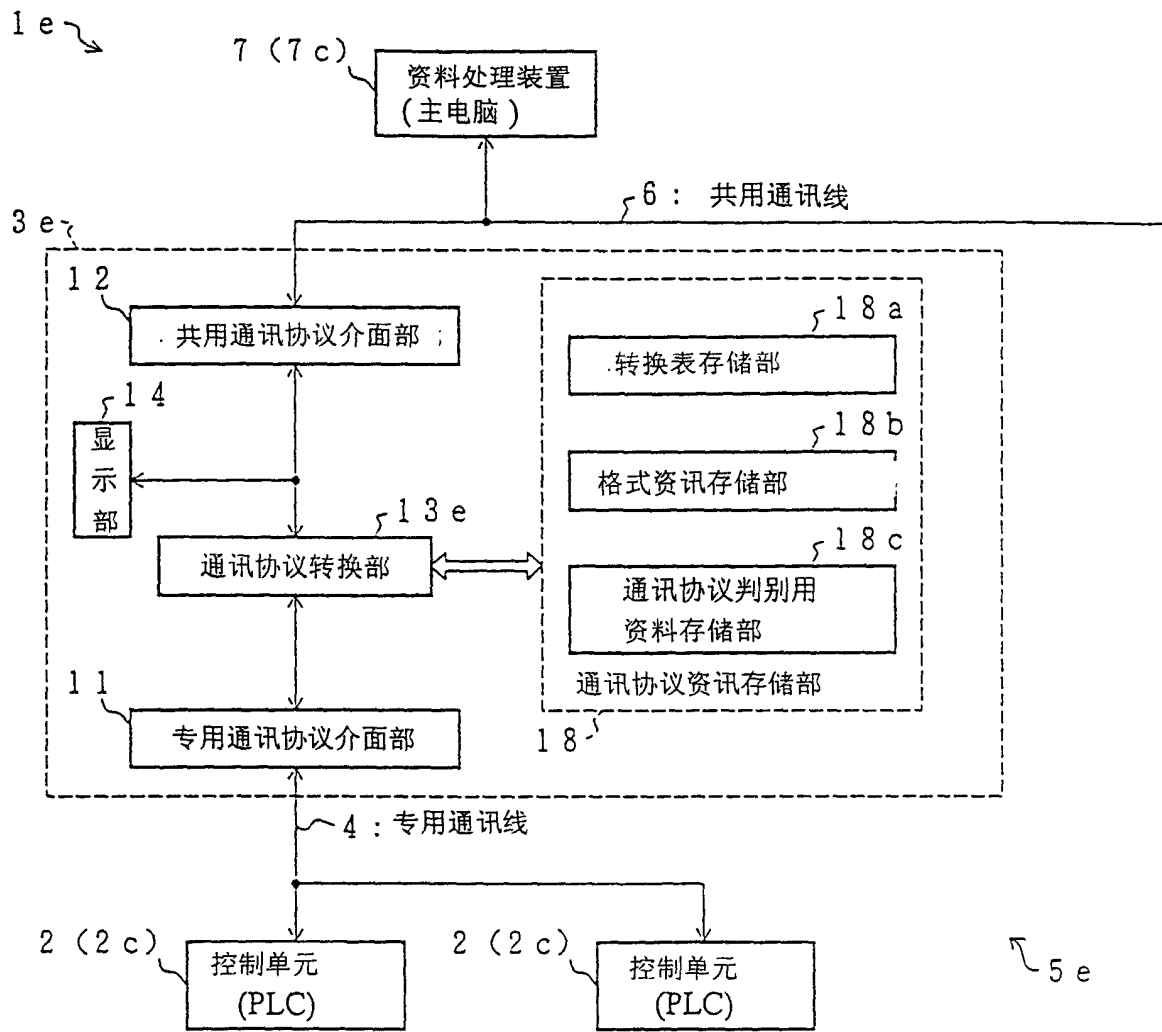 1e
7(7c)
资料处理装置
(主电脑)
6: 共用通讯线
3e
12
共用通讯协议介面部
18a
转换表存储部
14
显示部
18b
格式资讯存储部
13e
通讯协议转换部
18c
通讯协议判别用
资料存储部
通讯协议资讯存储部
11
专用通讯协议介面部
18
4:专用通讯线
2(2c)
控制单元
(PLC)
2(2c)
控制单元
(PLC)
5e